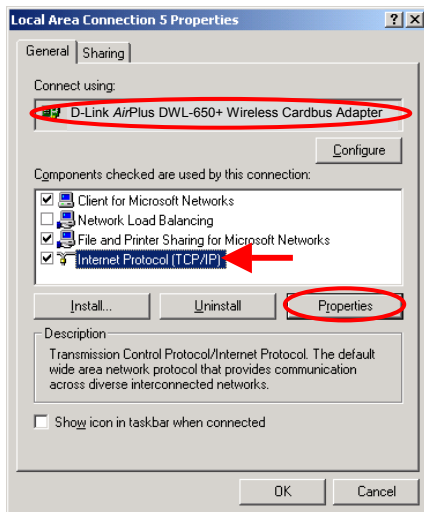 Local Area Connection 5 Properties
General
Sharing
Connect using:
D-Link AirPlus DWL-650+ Wireless Cardbus Adapter
Configure
Components checked are used by this connection:
Client for Microsoft Networks
Network Load Balancing
File and Printer Sharing for Microsoft Networks
Internet Protocol (TCP/IP)
Install...
Uninstall
Properties
Description
Transmission Control Protocol/Internet Protocol. The default
wide area network protocol that provides communication
across diverse interconnected networks.
Show icon in taskbar when connected
OK
Cancel